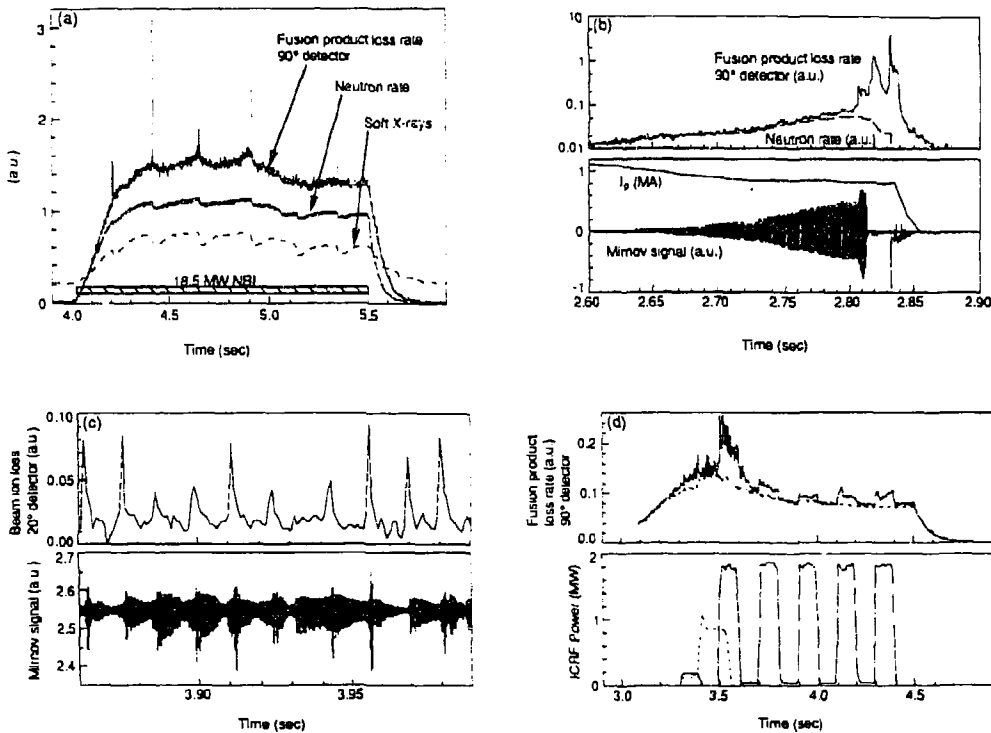 (a)
3
2
1
0
(a.u.)
Fusion product loss rate
90° detector
Neutron rate
Soft X-rays
18.5 MW NBI
4.0 4.5 5.0 5.5
Time (sec)
(b)
10
1
0.1
0.01
Fusion product loss rate
90° detector (a.u.)
Neutron rate (a.u.)
1
0
-1
Ip (MA)
Mirnov signal (a.u.)
2.60 2.65 2.70 2.75 2.80 2.85 2.90
Time (sec)
(c)
0.10
0.05
0.00
Beam ion loss
20° detector (a.u)
2.7
2.6
2.5
2.4
Mirnov signal (a.u)
3.90 3.95
Time (sec)
(d)
0.2
0.1
0.0
Fusion product
loss rate (a.u.)
90° detector
2
1
0
ICRF Power (MW)
3.0 3.5 4.0 4.5
Time (sec)